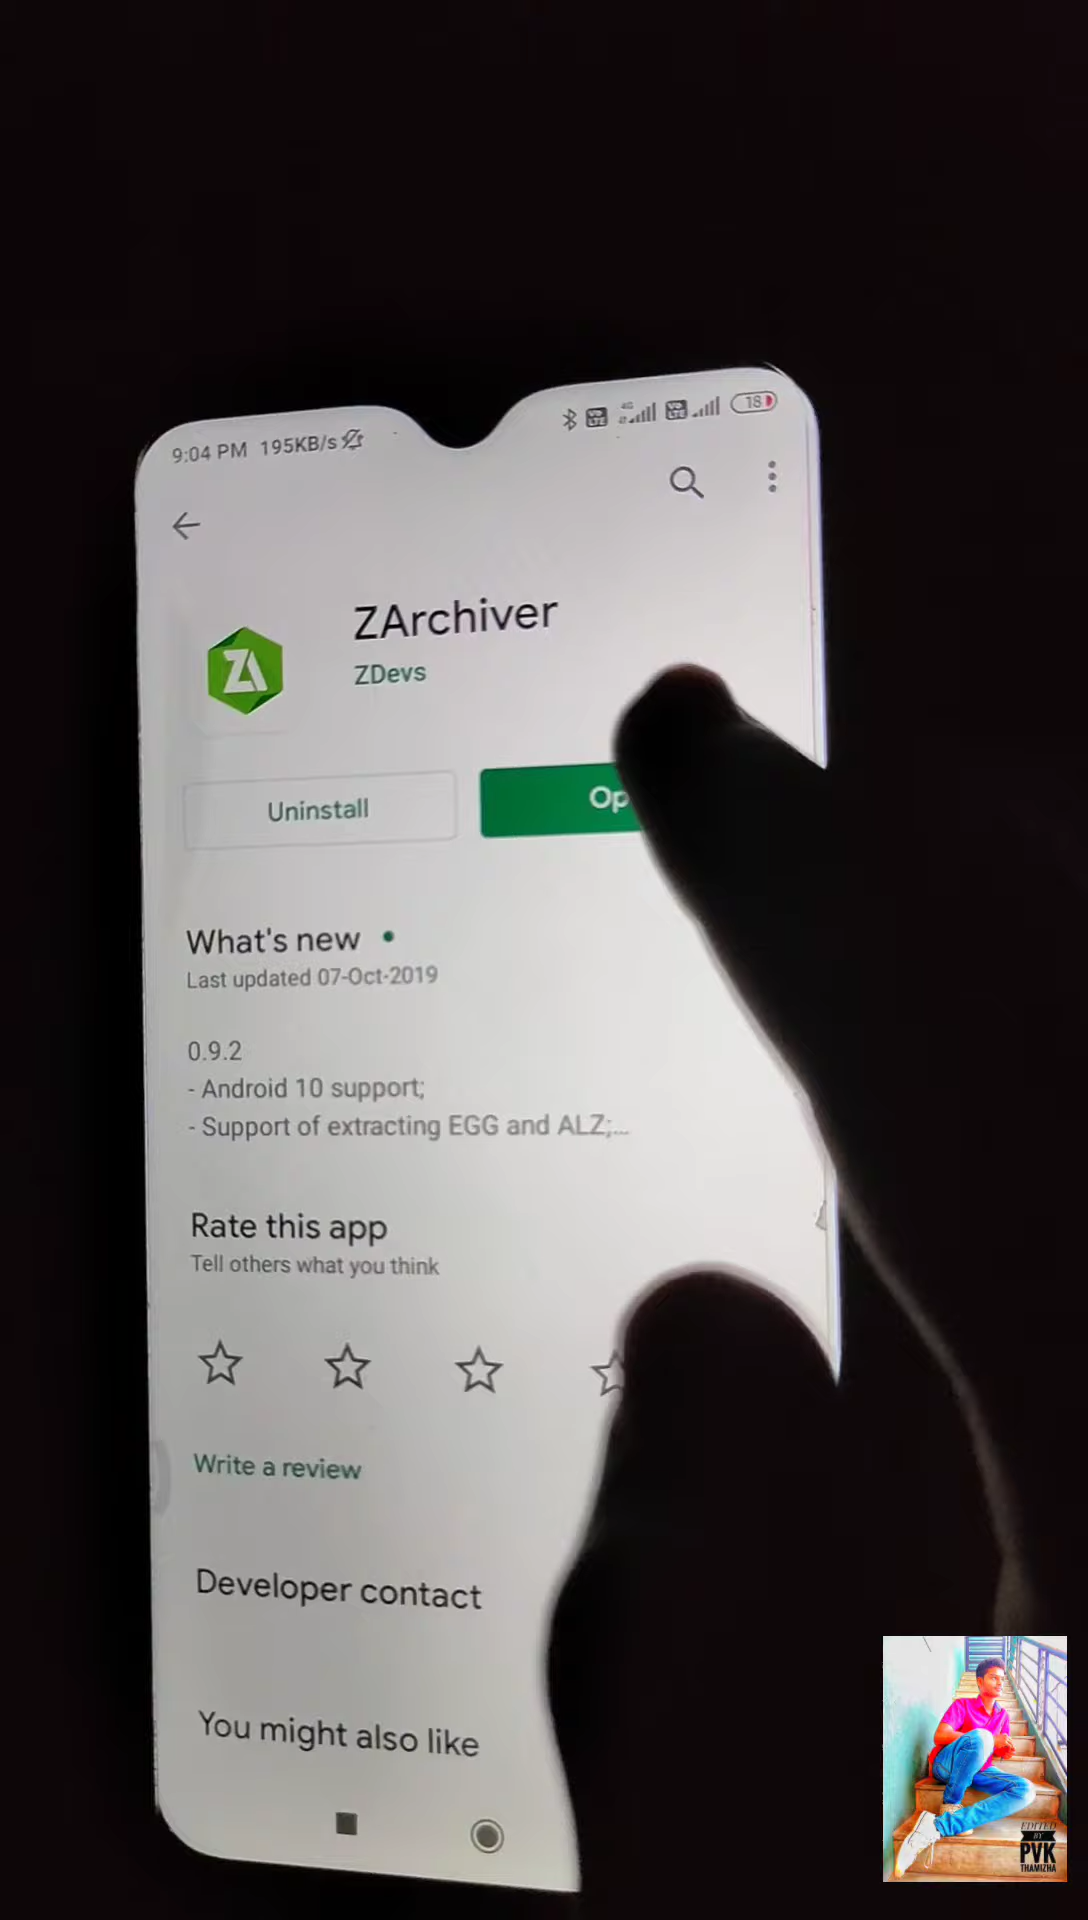 9:04 PM 195KB/s
4G
18
ZArchiver
ZDevs
Uninstall
Op
What's new
Last updated 07-Oct-2019
0.9.2
- Android 10 support;
- Support of extracting EGG and ALZ;...
Rate this app
Tell others what you think
Write a review
Developer contact
You might also like
EDITED
BY
PVK
THAMIZHA